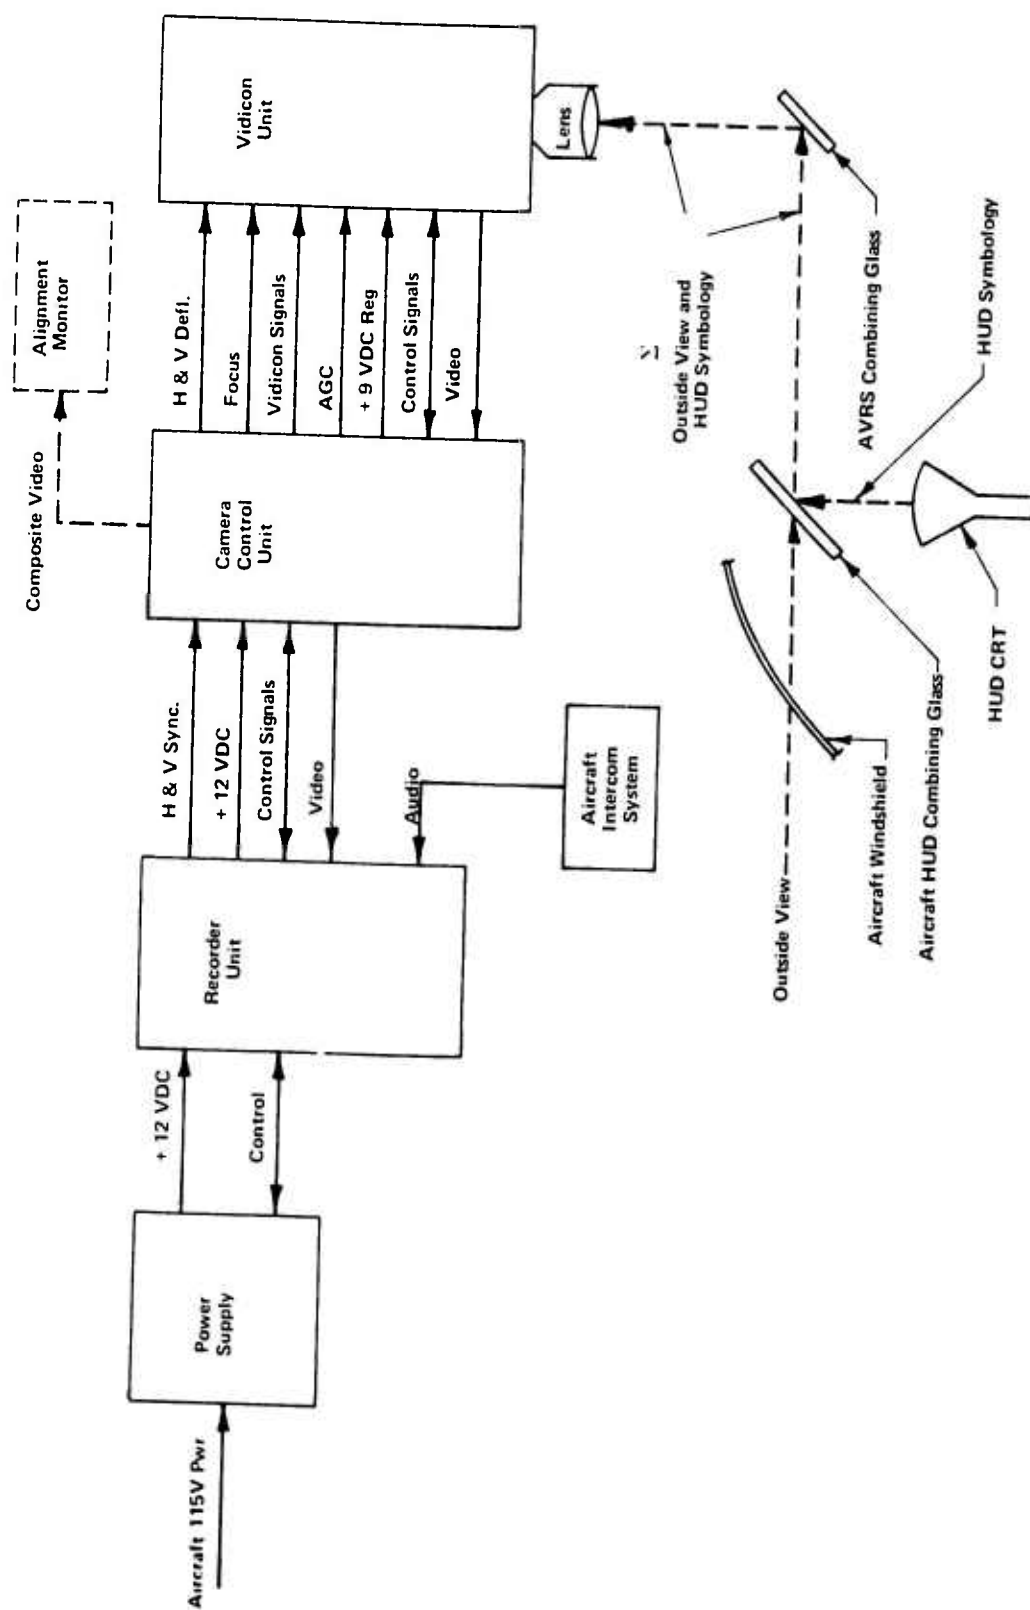 Aircraft 115V Pwr
Power
Supply
+ 12 VDC
Control
Recorder
Unit
H & V Sync.
+ 12 VDC
Control Signals
Video
Audio
Aircraft
Intercom
System
Camera
Control
Unit
Composite Video
Alignment
Monitor
H & V Defl.
Focus
Vidicon Signals
AGC
+ 9 VDC Reg
Control Signals
Video
Vidicon
Unit
Lens
Outside View and
HUD Symbology
Outside View
Aircraft Windshield
Aircraft HUD Combining Glass
HUD CRT
HUD Symbology
AVRS Combining Glass